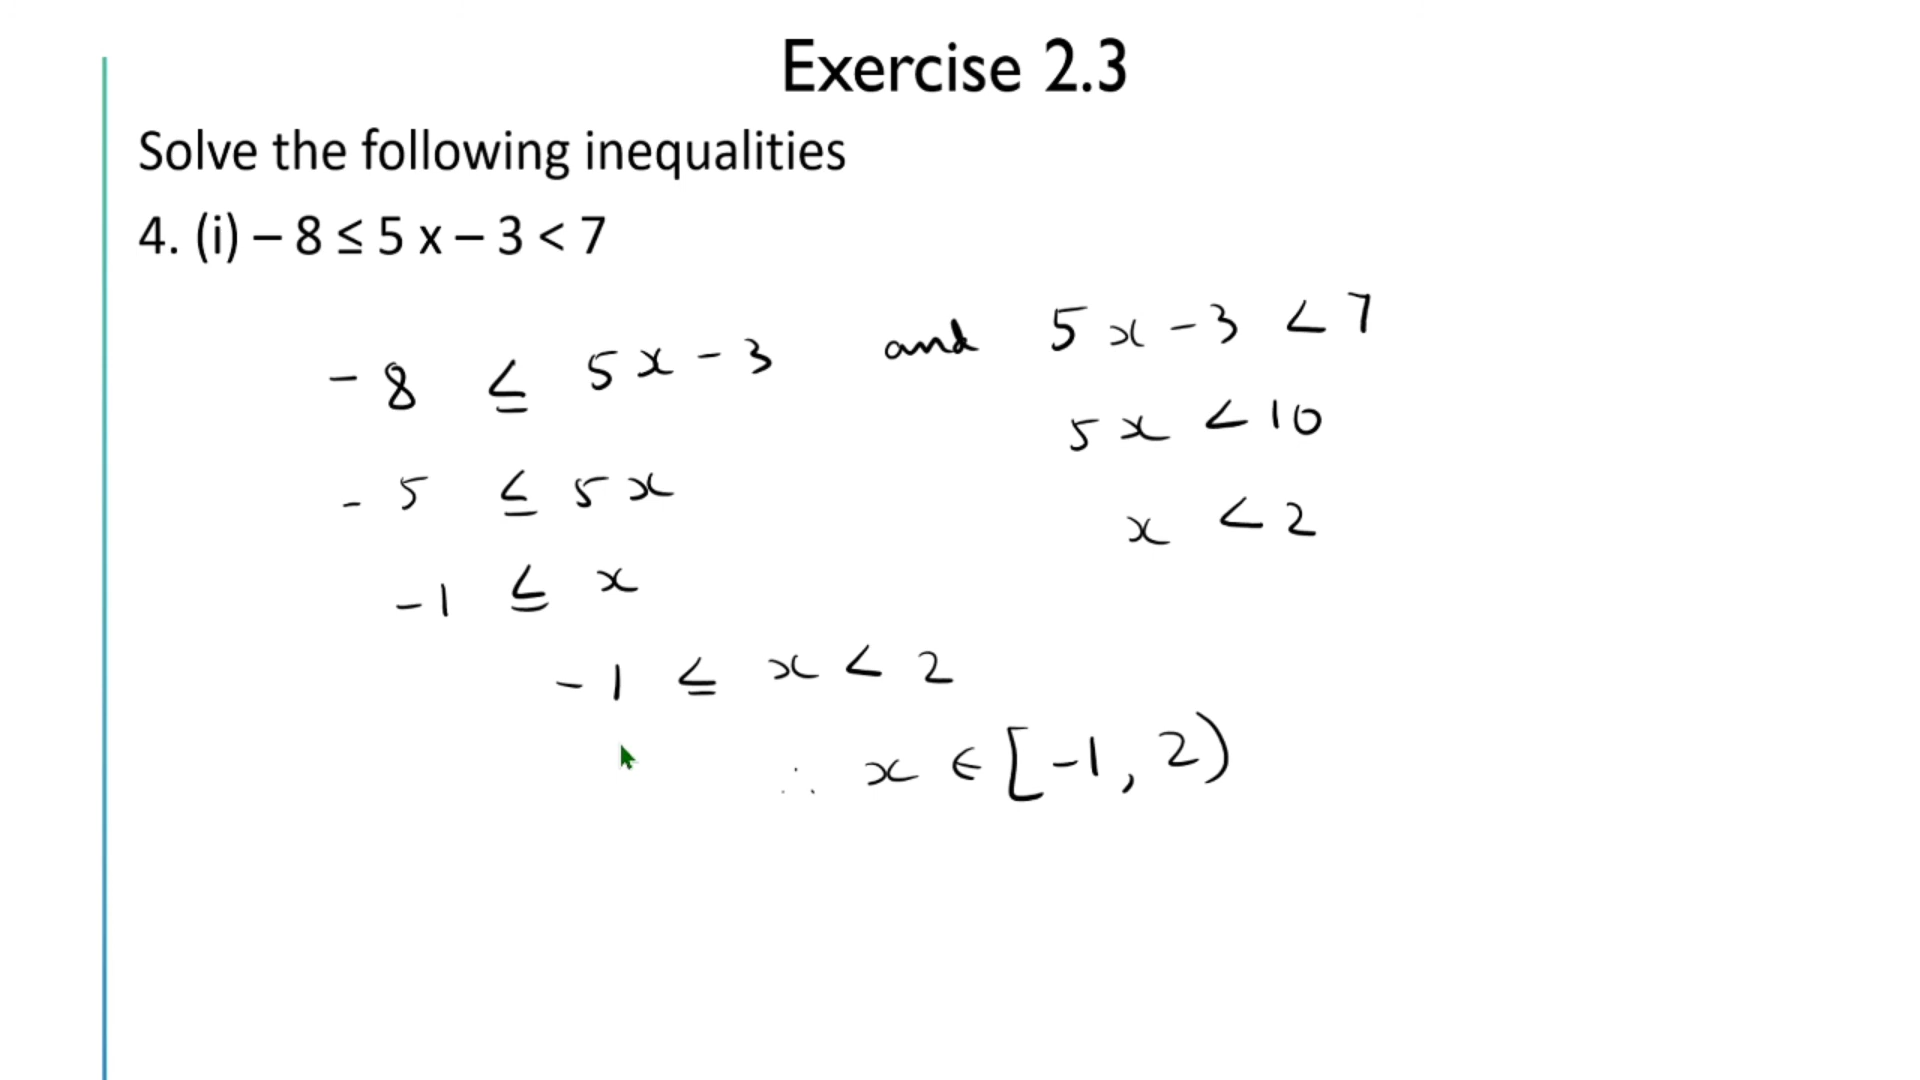 Exercise 2.3
Solve the following inequalities
4. (i) – 8 ≤ 5 x – 3 < 7
-8 ≤ 5x - 3 and 5x - 3 < 7
5x < 10
-5 ≤ 5x
x < 2
-1 ≤ x
-1 ≤ x < 2
∴ x ∈ [-1, 2)